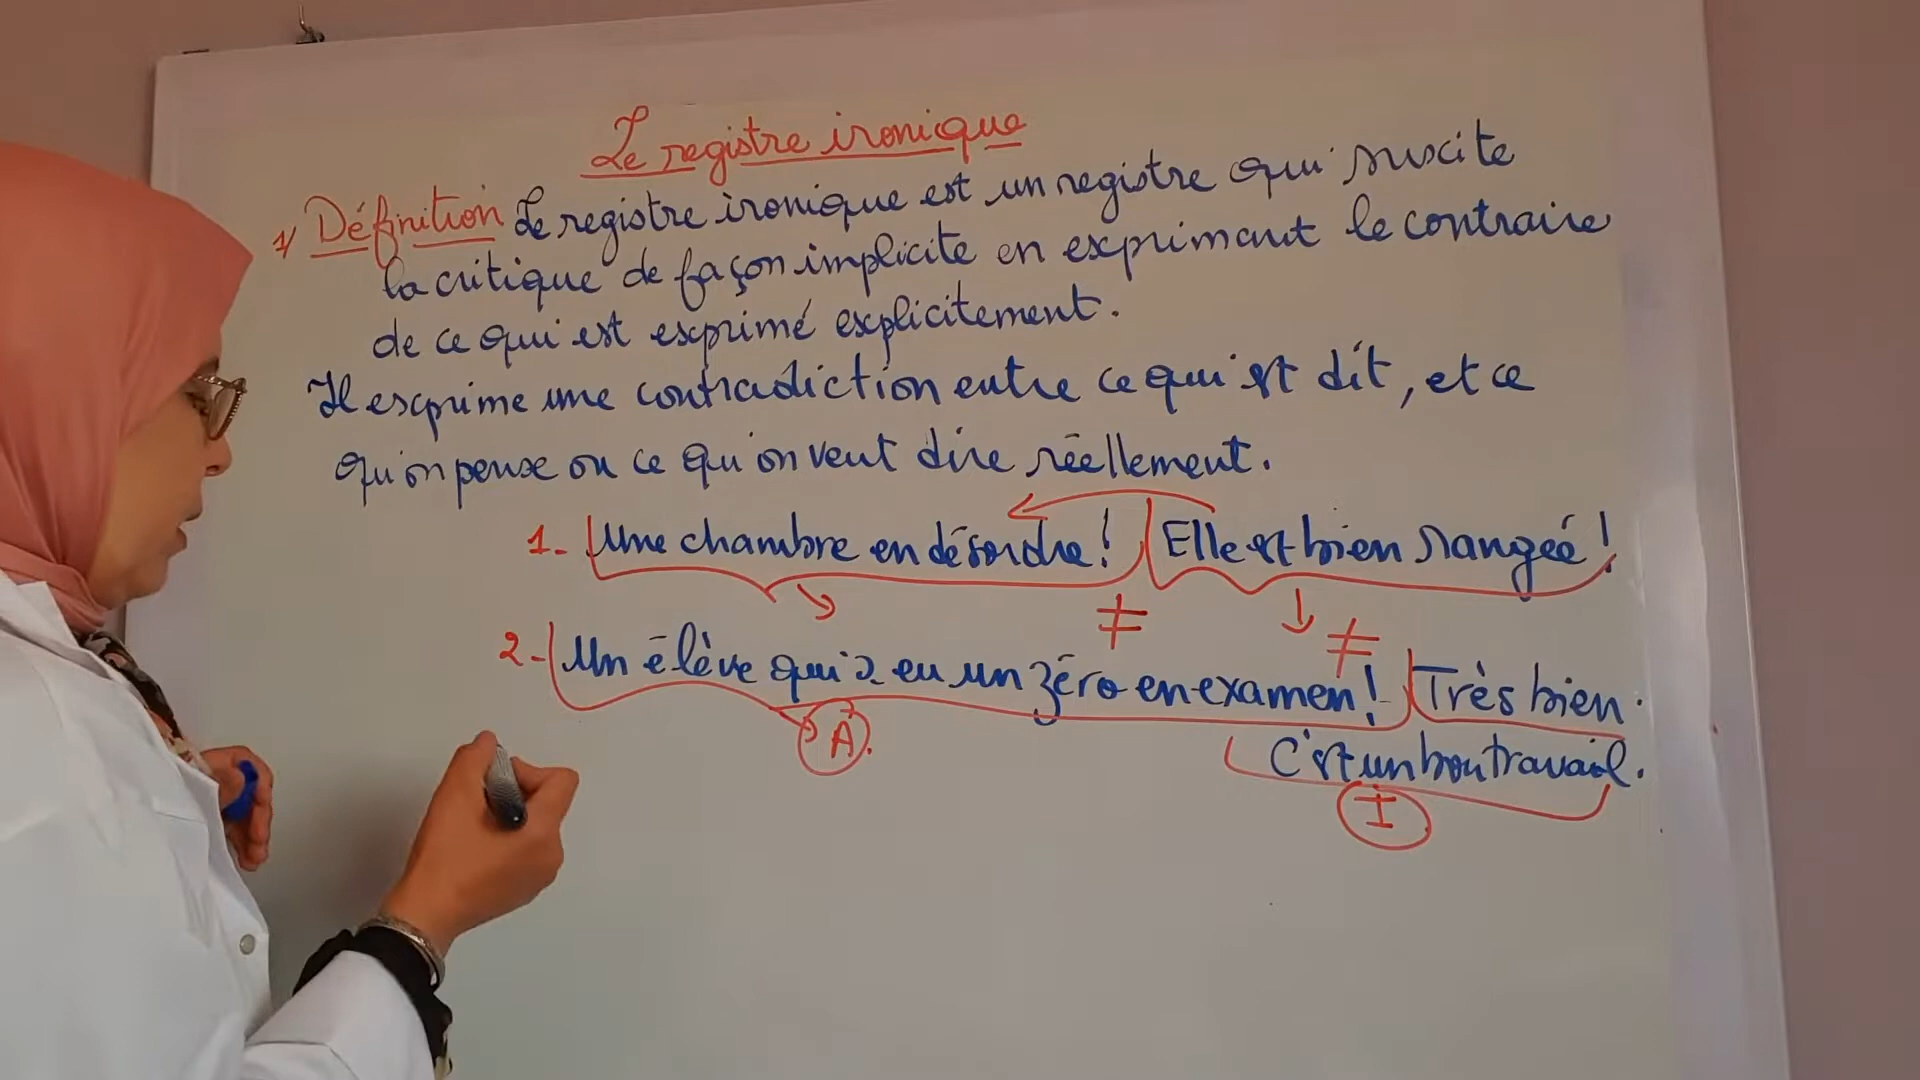 Le registre ironique
1/ Définition Le registre ironique est un registre qui suscite
la critique de façon implicite en exprimant le contraire
de ce qui est exprimé explicitement.
Il exprime une contradiction entre ce qui est dit, et ce
qu'on pense ou ce qu'on veut dire réellement.
1- Une chambre en désordre! Elle est bien rangée!
≠
≠
2- Un élève qui a eu un zéro en examen! Très bien.
A.
C'est un bon travail.
I